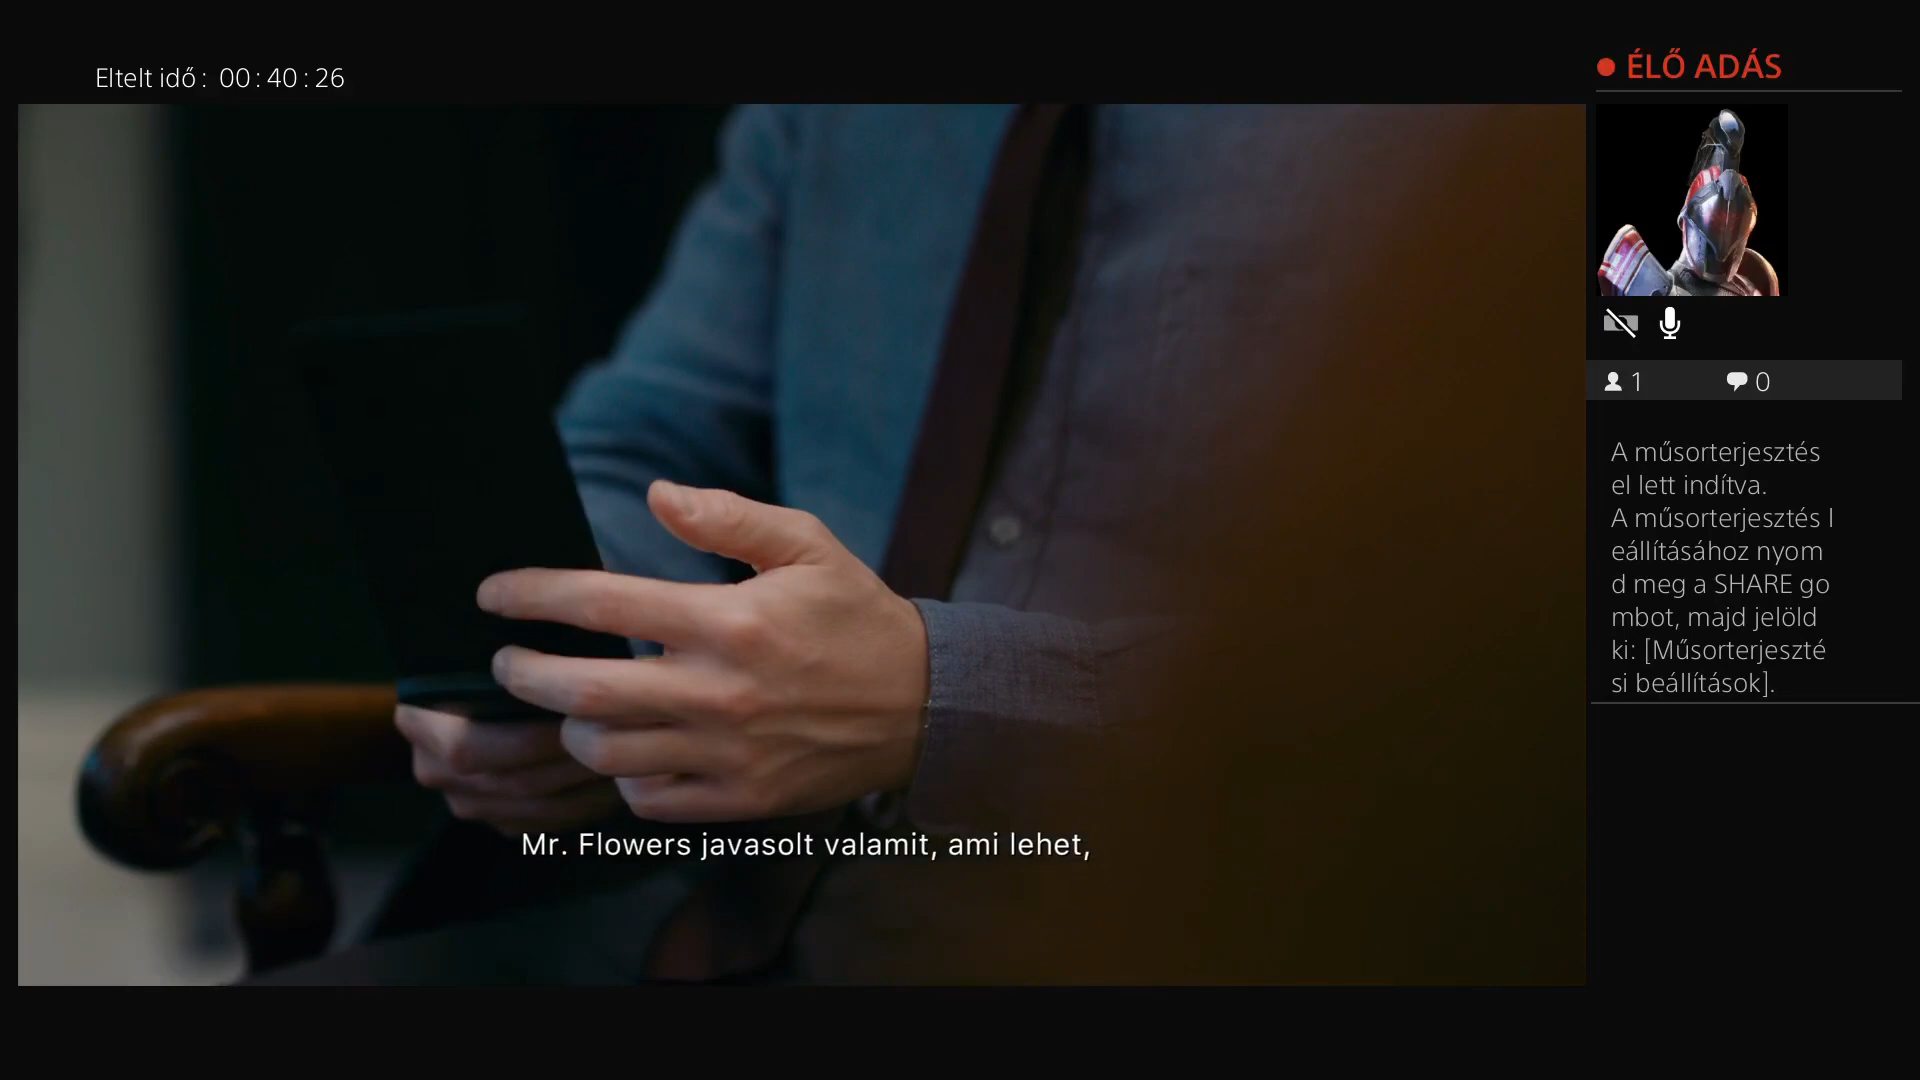 Eltelt idő: 00:40:26
ÉLŐ ADÁS
1 0
A műsorterjesztés
el lett indítva.
A műsorterjesztés l
eállításához nyom
d meg a SHARE go
mbot, majd jelöld
ki: [Műsorterjeszté
si beállítások].
Mr. Flowers javasolt valamit, ami lehet,